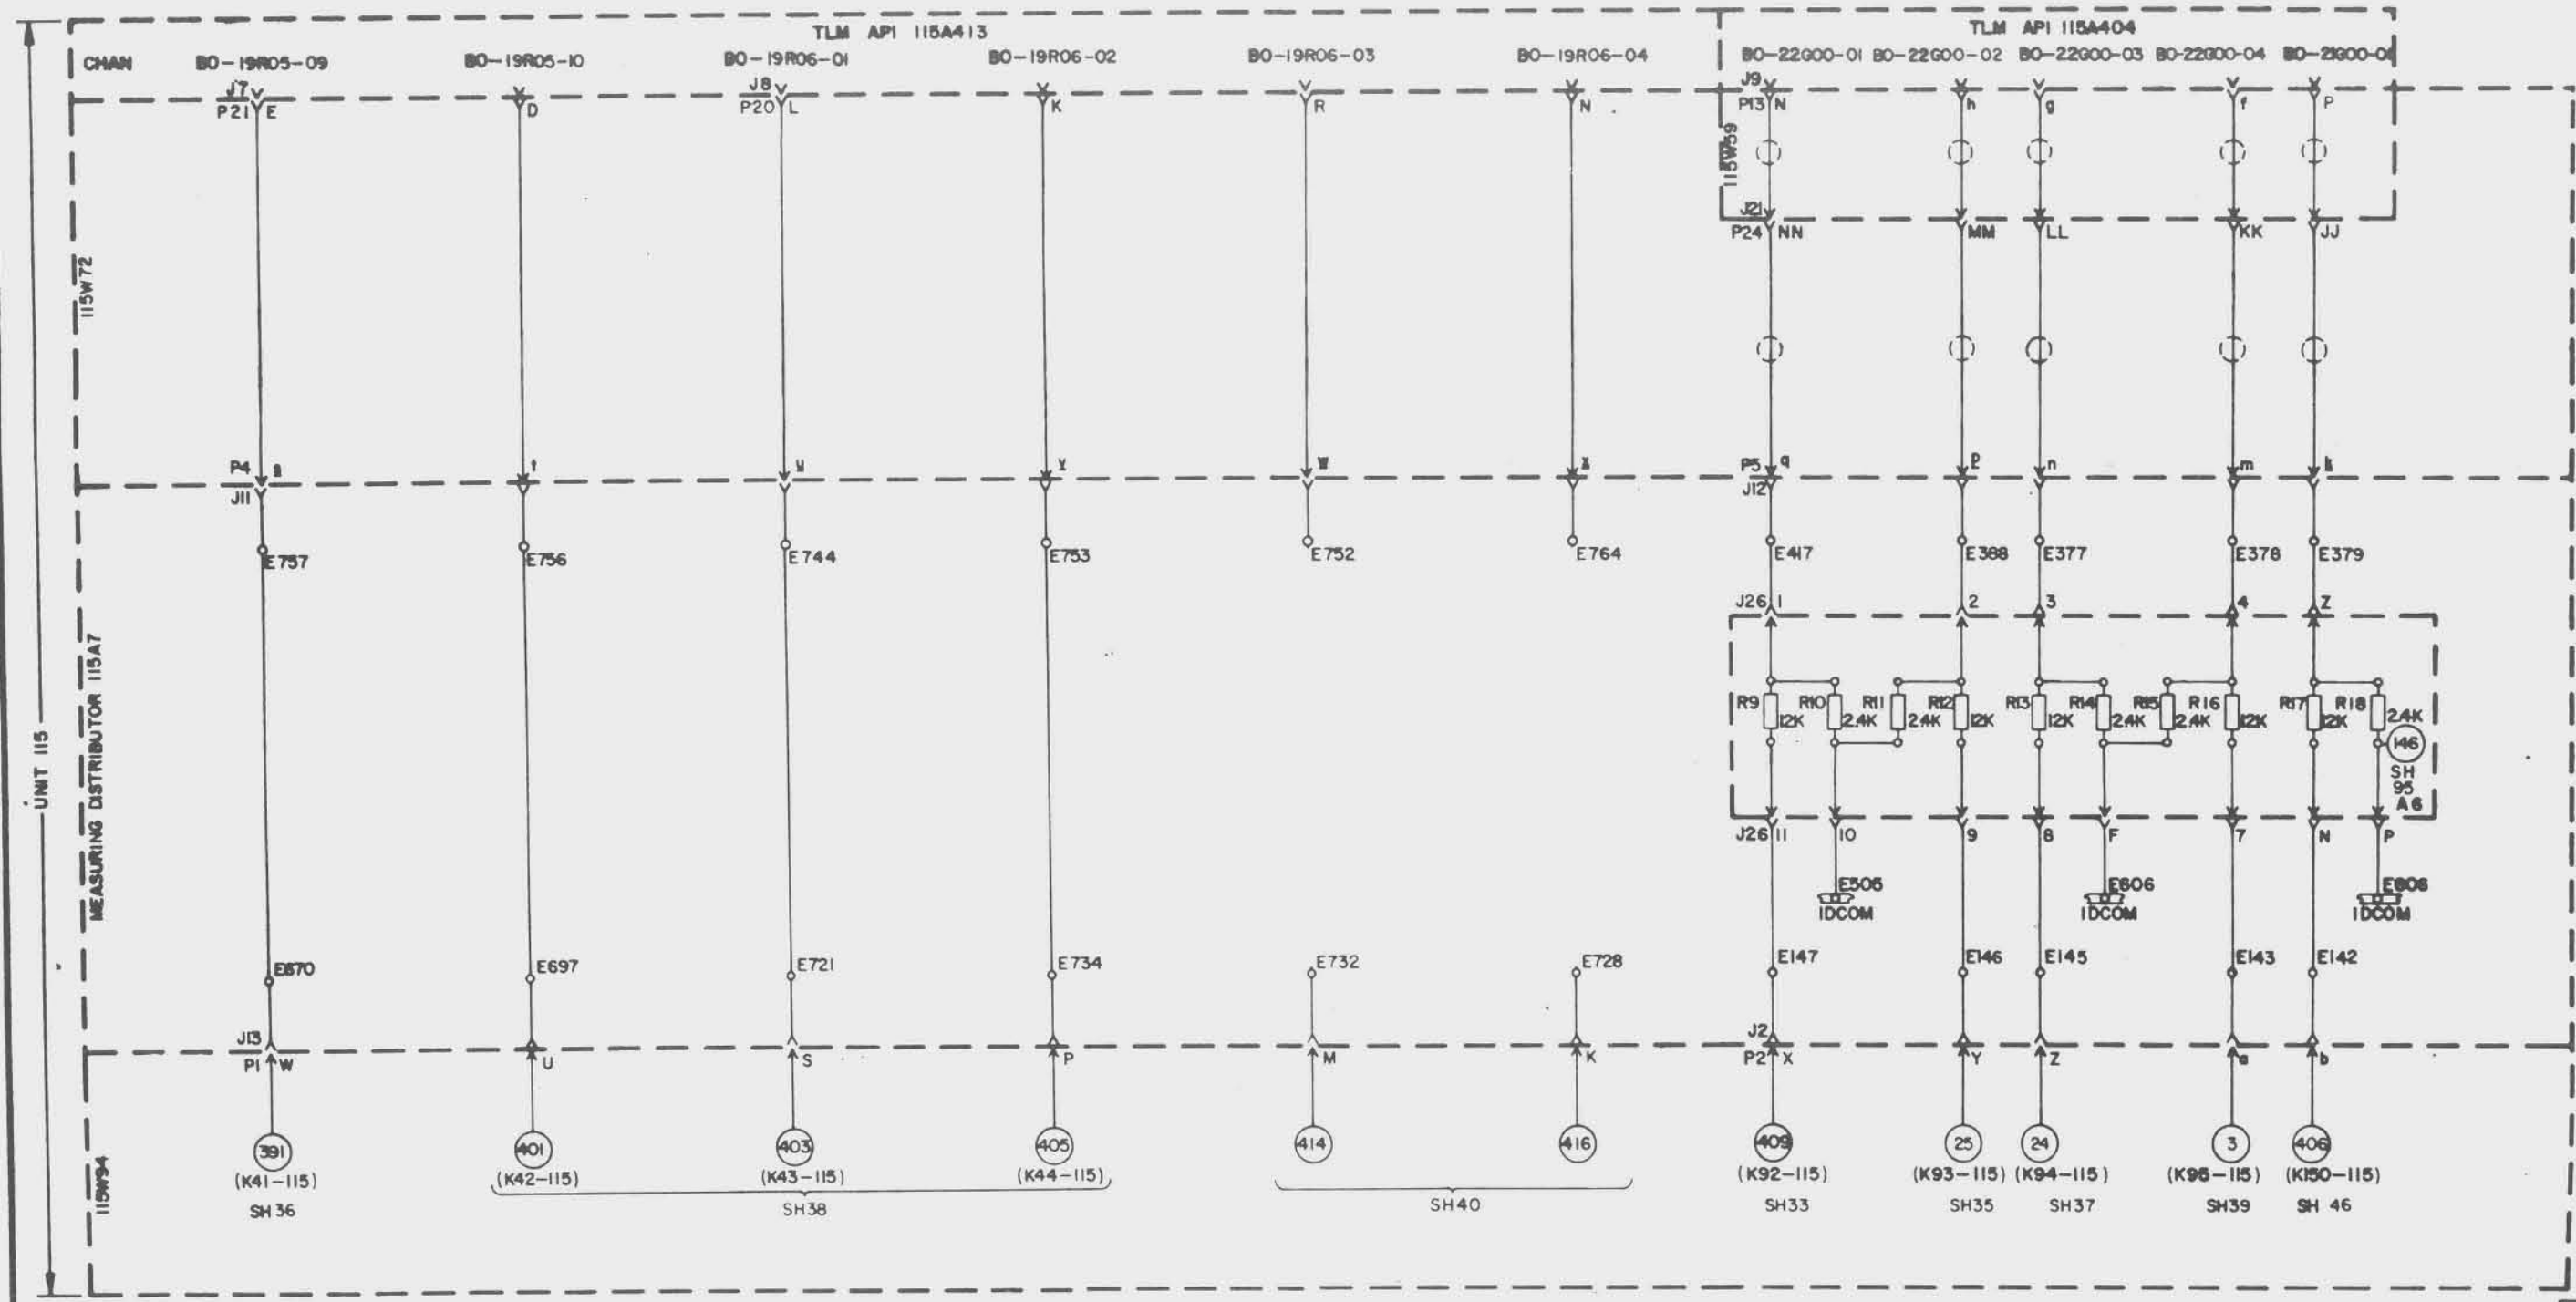 TLM API 115A413
TLM API 115A404
CHAN BO-19R05-09 BO-19R05-10 BO-19R06-01 BO-19R06-02 BO-19R06-03 BO-19R06-04 BO-22G00-01 BO-22G00-02 BO-22G00-03 BO-22G00-04
J7 J8 J9
P21 E D P20 L K R N P13 N h g f P
115W59
J21
P24 NN MM LL KK JJ
115W72
P4 t u v w x P5 q p n m k
J11 J12
E757 E756 E744 E753 E752 E764 E417 E388 E377 E378 E379
J26 1 2 3 4 Z
R9 R10 R11 R12 R13 R14 R15 R16 R17 R18
12K 2.4K 2.4K 12K 12K 2.4K 2.4K 12K 12K 2.4K
146
SH
95
A6
J26 11 10 9 8 F 7 N P
UNIT 115
MEASURING DISTRIBUTOR 115A7
E505 E606
IDCOM IDCOM IDCOM
E670 E697 E721 E734 E732 E728 E147 E146 E145 E143 E142
J13 J2
P1 W U S P M K P2 X Y Z a b
391 401 403 405 414 416 409 25 24 3 406
(K41-115) (K42-115) (K43-115) (K44-115) (K92-115) (K93-115) (K94-115) (K150-115)
SH 36 SH38 SH40 SH33 SH35 SH37 SH39 SH 46
115W94